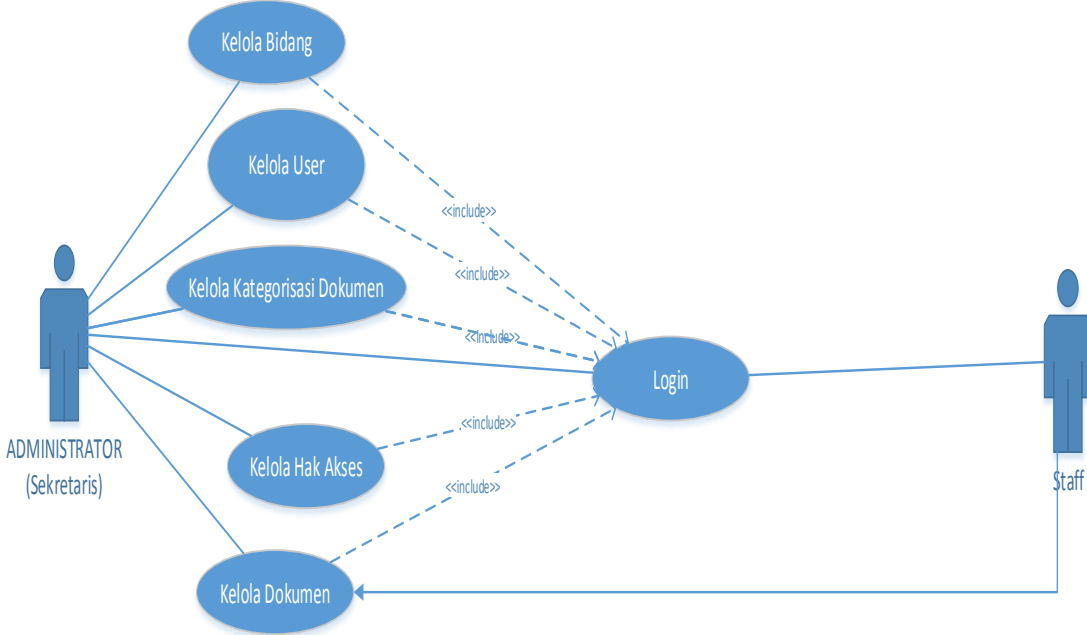 Kelola Bidang
Kelola User
<<include>>
<<include>>
Kelola Kategorisasi Dokumen
<<include>>
Login
<<include>>
ADMINISTRATOR
(Sekretaris)
Kelola Hak Akses
Staff
<<include>>
Kelola Dokumen